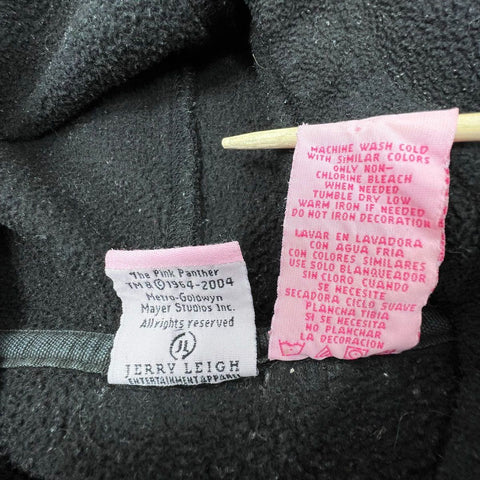 The Pink Panther
TM & ©1964-2004
Metro-Goldwyn
Mayer Studios Inc.
All rights reserved
JL
JERRY LEIGH
ENTERTAINMENT APPAREL
MACHINE WASH COLD
WITH SIMILAR COLORS
ONLY NON-
CHLORINE BLEACH
WHEN NEEDED
TUMBLE DRY LOW
WARM IRON IF NEEDED
DO NOT IRON DECORATION
LAVAR EN LAVADORA
CON AGUA FRIA
CON COLORES SIMILARES
USE SOLO BLANQUEADOR
SIN CLORO CUANDO
SE NECESITE
SECADORA CICLO SUAVE
PLANCHA TIBIA
SI SE NECESITA
NO PLANCHAR
LA DECORACION